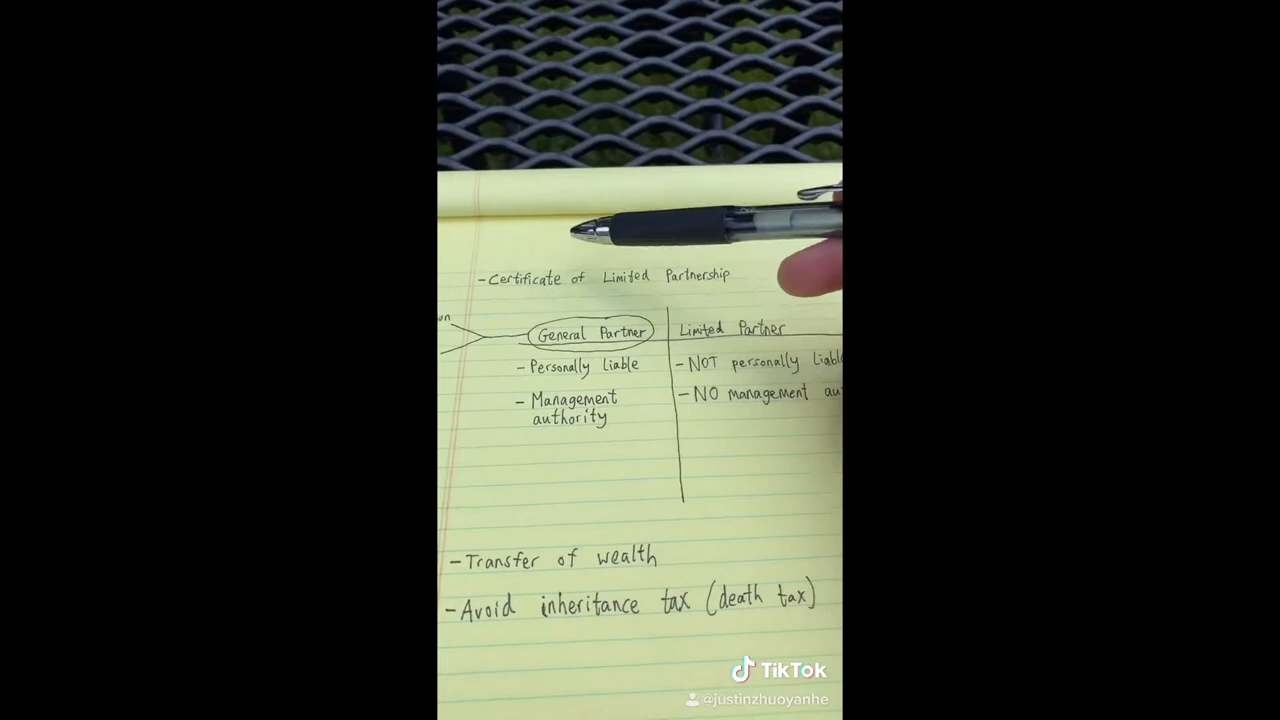 - Certificate of Limited Partnership
General Partner
Limited Partner
- Personally Liable
- NOT personally
- Management
authority
- NO management
- Transfer of wealth
- Avoid inheritance tax (death tax)
TikTok
@justinzhuoyanhe